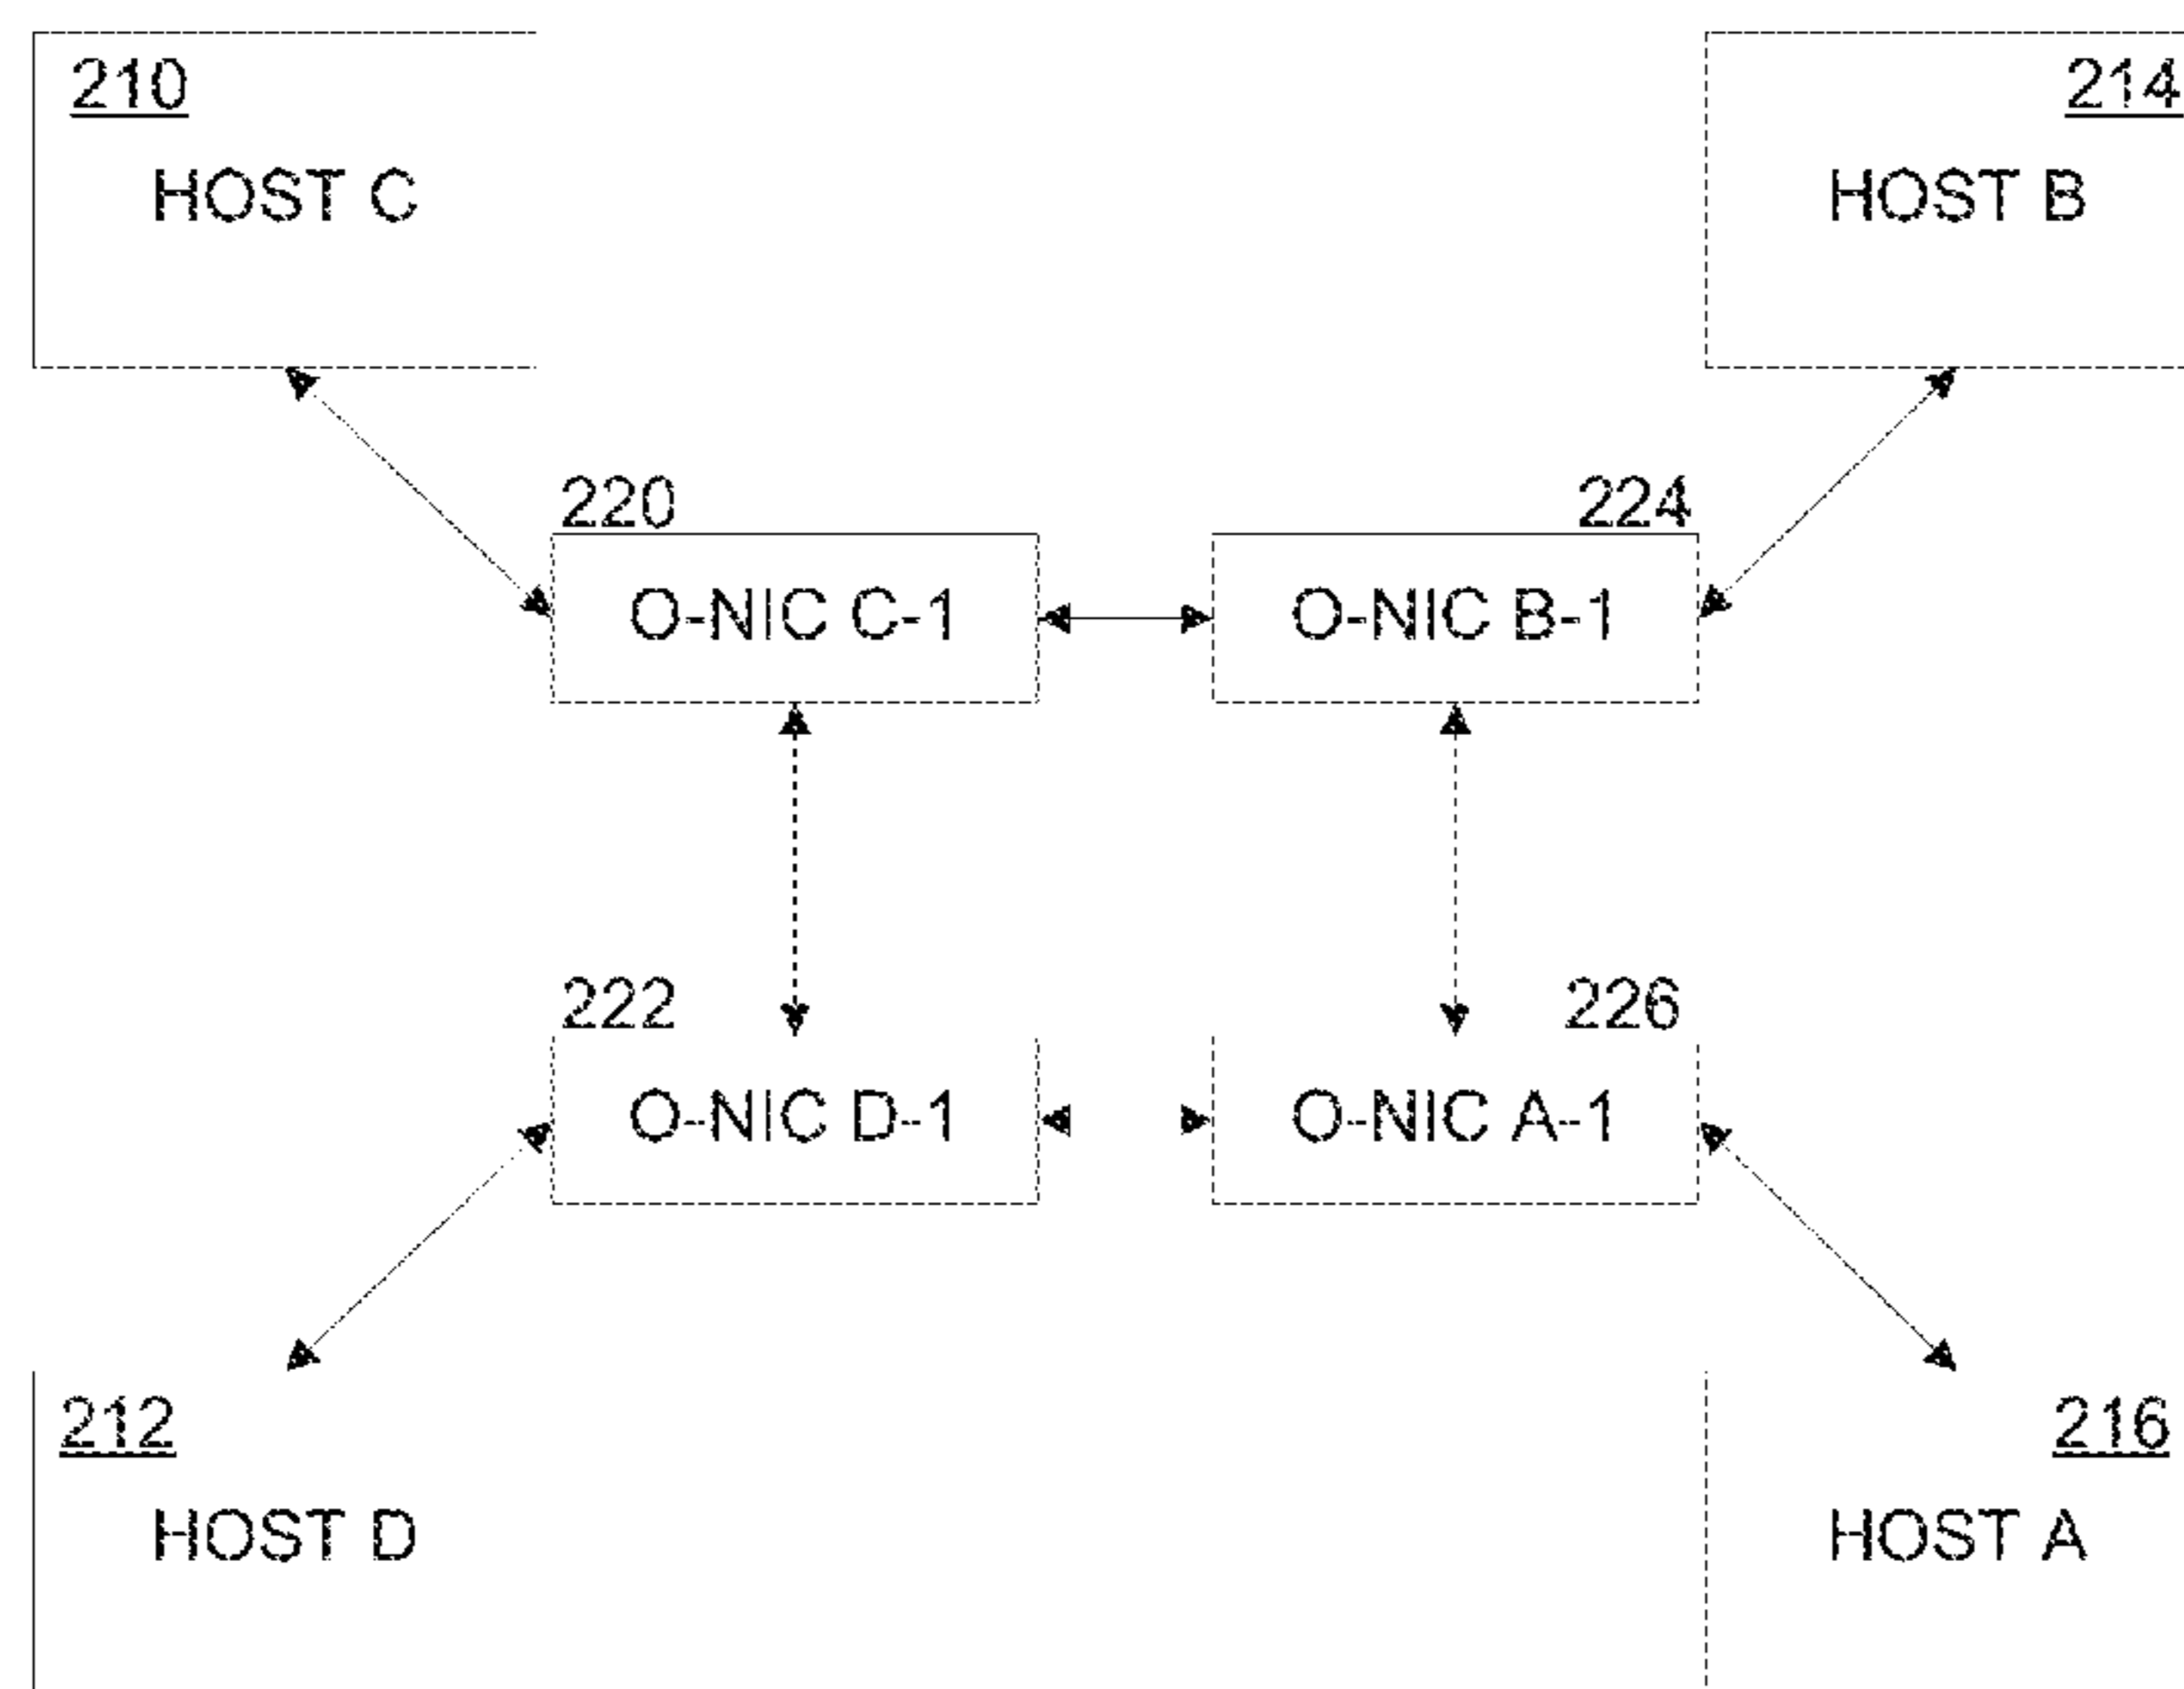 210
214
HOST C
HOST B
220
224
O-NIC C-1
O-NIC B-1
222
226
O-NIC D-1
O-NIC A-1
212
216
HOST D
HOST A